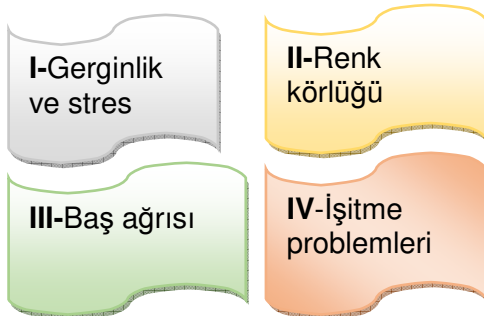 I-Gerginlik
ve stres
II-Renk
körlüğü
III-Baş ağrısı
IV-İşitme
problemleri